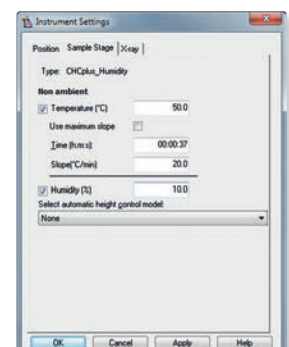 Instrument Settings
Position Sample Stage X-ray
Type: CHCplus_Humidity
Non ambient
Temperature (°C) 50.0
Use maximum slope
Time (h:m:s): 00:00:37
Slope(°C/min) 20.0
Humidity (%) 10.0
Select automatic height control model:
None
OK Cancel Apply Help